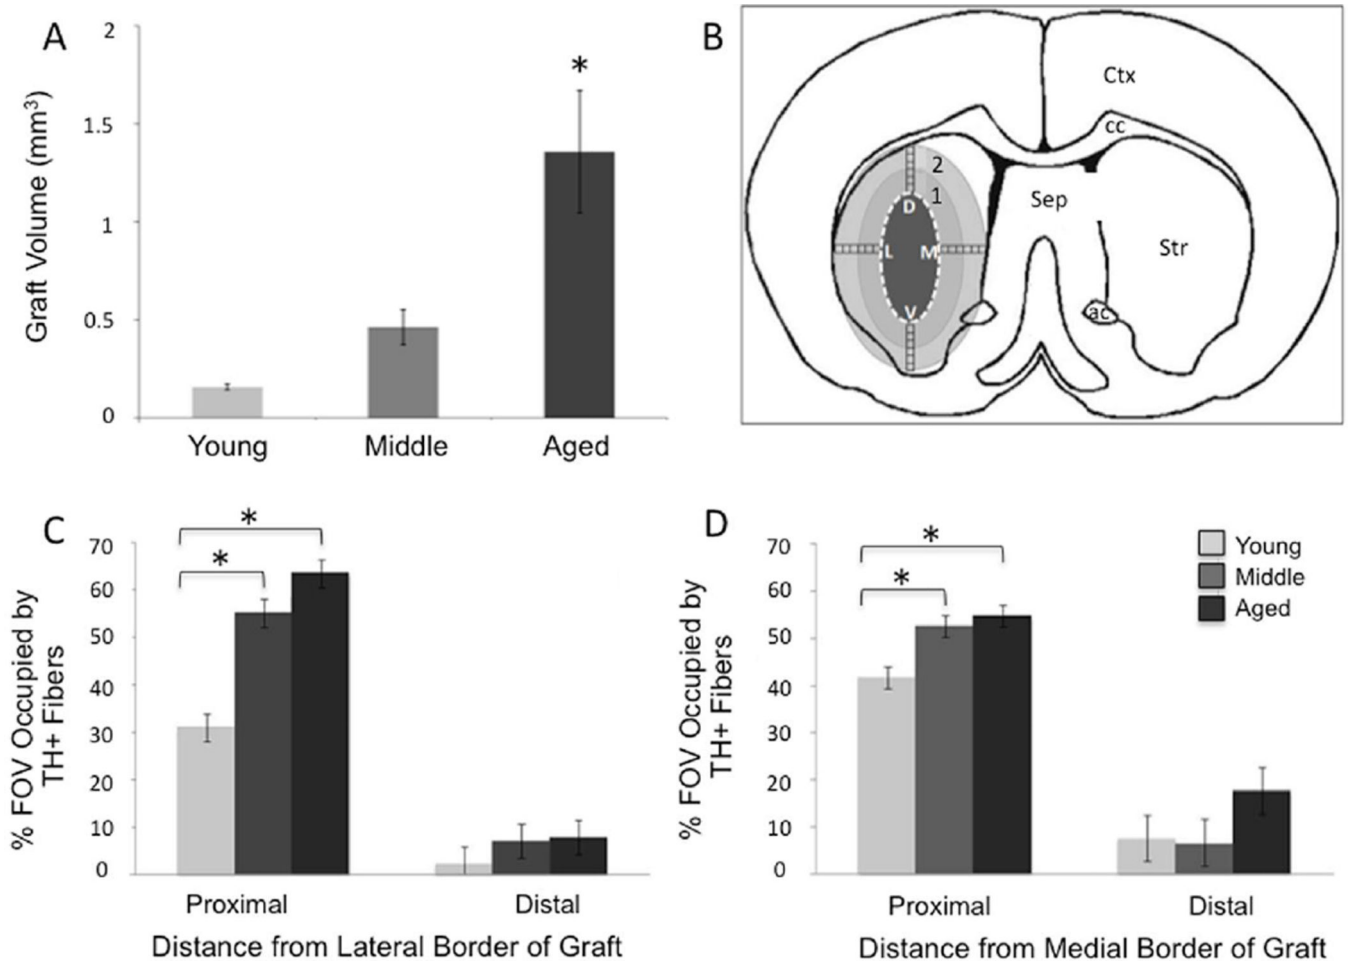 A
2
1.5
1
0.5
0
Graft Volume (mm³)
*
Young Middle Aged
B
Ctx
cc
2
1
D
Sep
L M
Str
V
ac
C
70
60
50
40
30
20
10
0
% FOV Occupied by
TH+ Fibers
*
*
Proximal Distal
Distance from Lateral Border of Graft
D
70
60
50
40
30
20
10
0
% FOV Occupied by
TH+ Fibers
*
*
Young
Middle
Aged
Proximal Distal
Distance from Medial Border of Graft